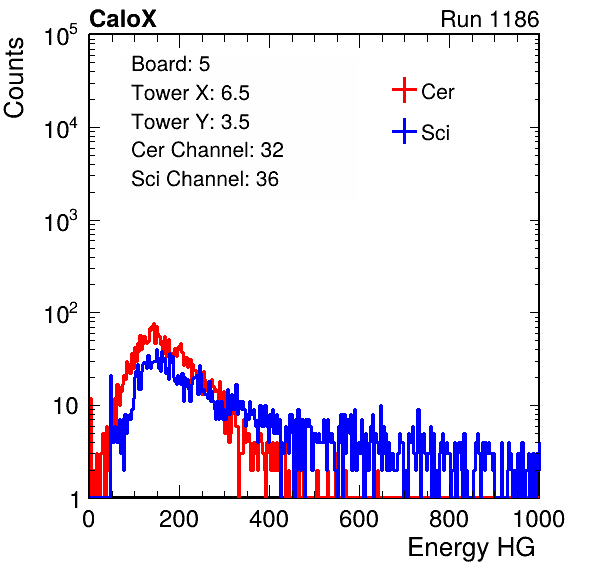 CaloX Run 1186
Counts
10^5
10^4
10^3
10^2
10
1
Board: 5
Tower X: 6.5
Tower Y: 3.5
Cer Channel: 32
Sci Channel: 36
Cer
Sci
0 200 400 600 800 1000
Energy HG